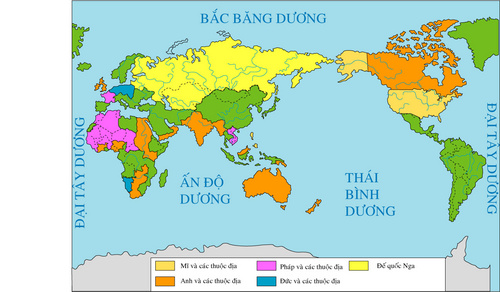 BẮC BĂNG DƯƠNG
ĐẠI TÂY DƯƠNG
ẤN ĐỘ
DƯƠNG
THÁI
BÌNH
DƯƠNG
ĐẠI TÂY DƯƠNG
Mĩ và các thuộc địa
Pháp và các thuộc địa
Đế quốc Nga
Anh và các thuộc địa
Đức và các thuộc địa